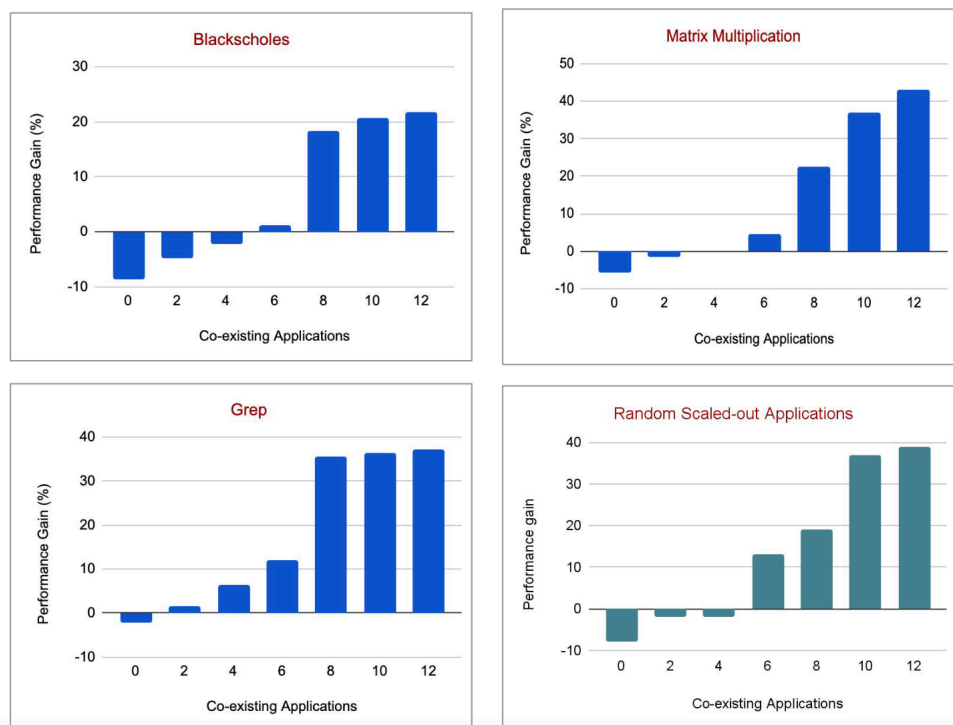 Blackscholes
Performance Gain (%)
30
20
10
0
-10
0 2 4 6 8 10 12
Co-existing Applications
Matrix Multiplication
Performance Gain (%)
50
40
30
20
10
0
-10
0 2 4 6 8 10 12
Co-existing Applications
Grep
Performance Gain (%)
40
30
20
10
0
-10
0 2 4 6 8 10 12
Co-existing Applications
Random Scaled-out Applications
Performance gain
40
30
20
10
0
-10
0 2 4 6 8 10 12
Co-existing Applications